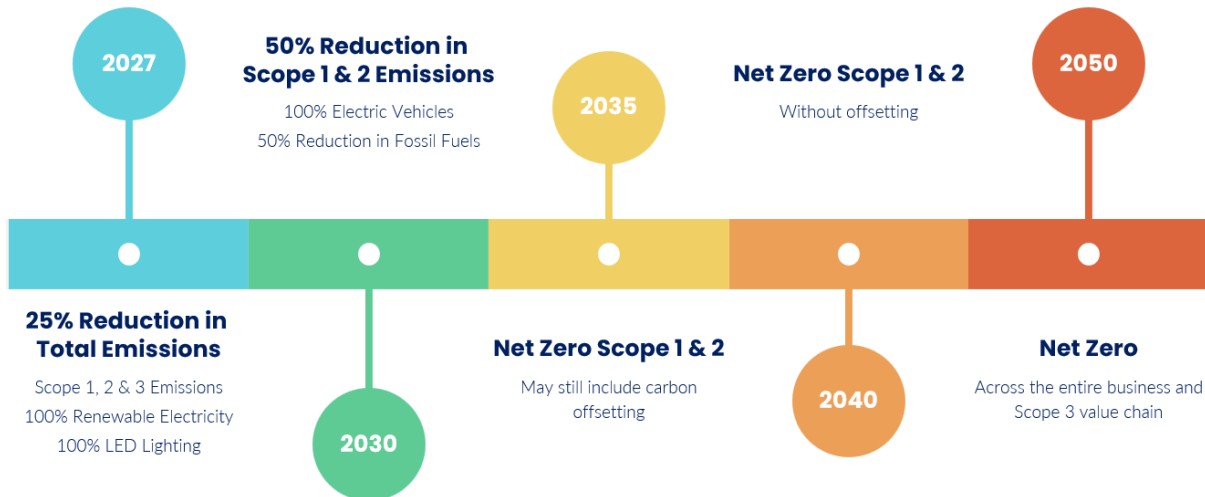 2027
25% Reduction in
Total Emissions
Scope 1, 2 & 3 Emissions
100% Renewable Electricity
100% LED Lighting
50% Reduction in
Scope 1 & 2 Emissions
100% Electric Vehicles
50% Reduction in Fossil Fuels
2030
2035
Net Zero Scope 1 & 2
May still include carbon
offsetting
Net Zero Scope 1 & 2
Without offsetting
2040
2050
Net Zero
Across the entire business and
Scope 3 value chain